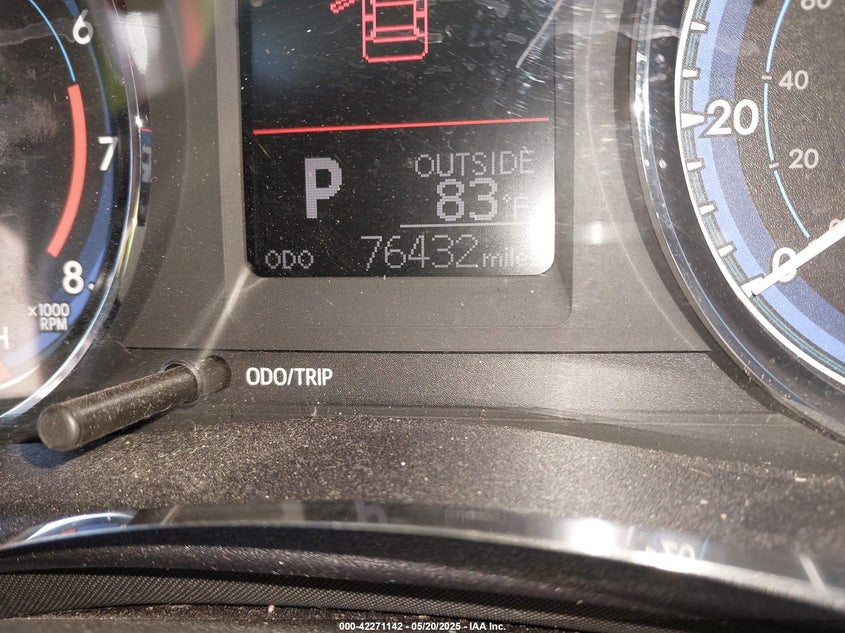 6
7
8
x1000
RPM
H
P
OUTSIDE
83°F
ODO 76432 miles
ODO/TRIP
40
20
20
0
000-42271142 - 05/20/2025 - IAA Inc.